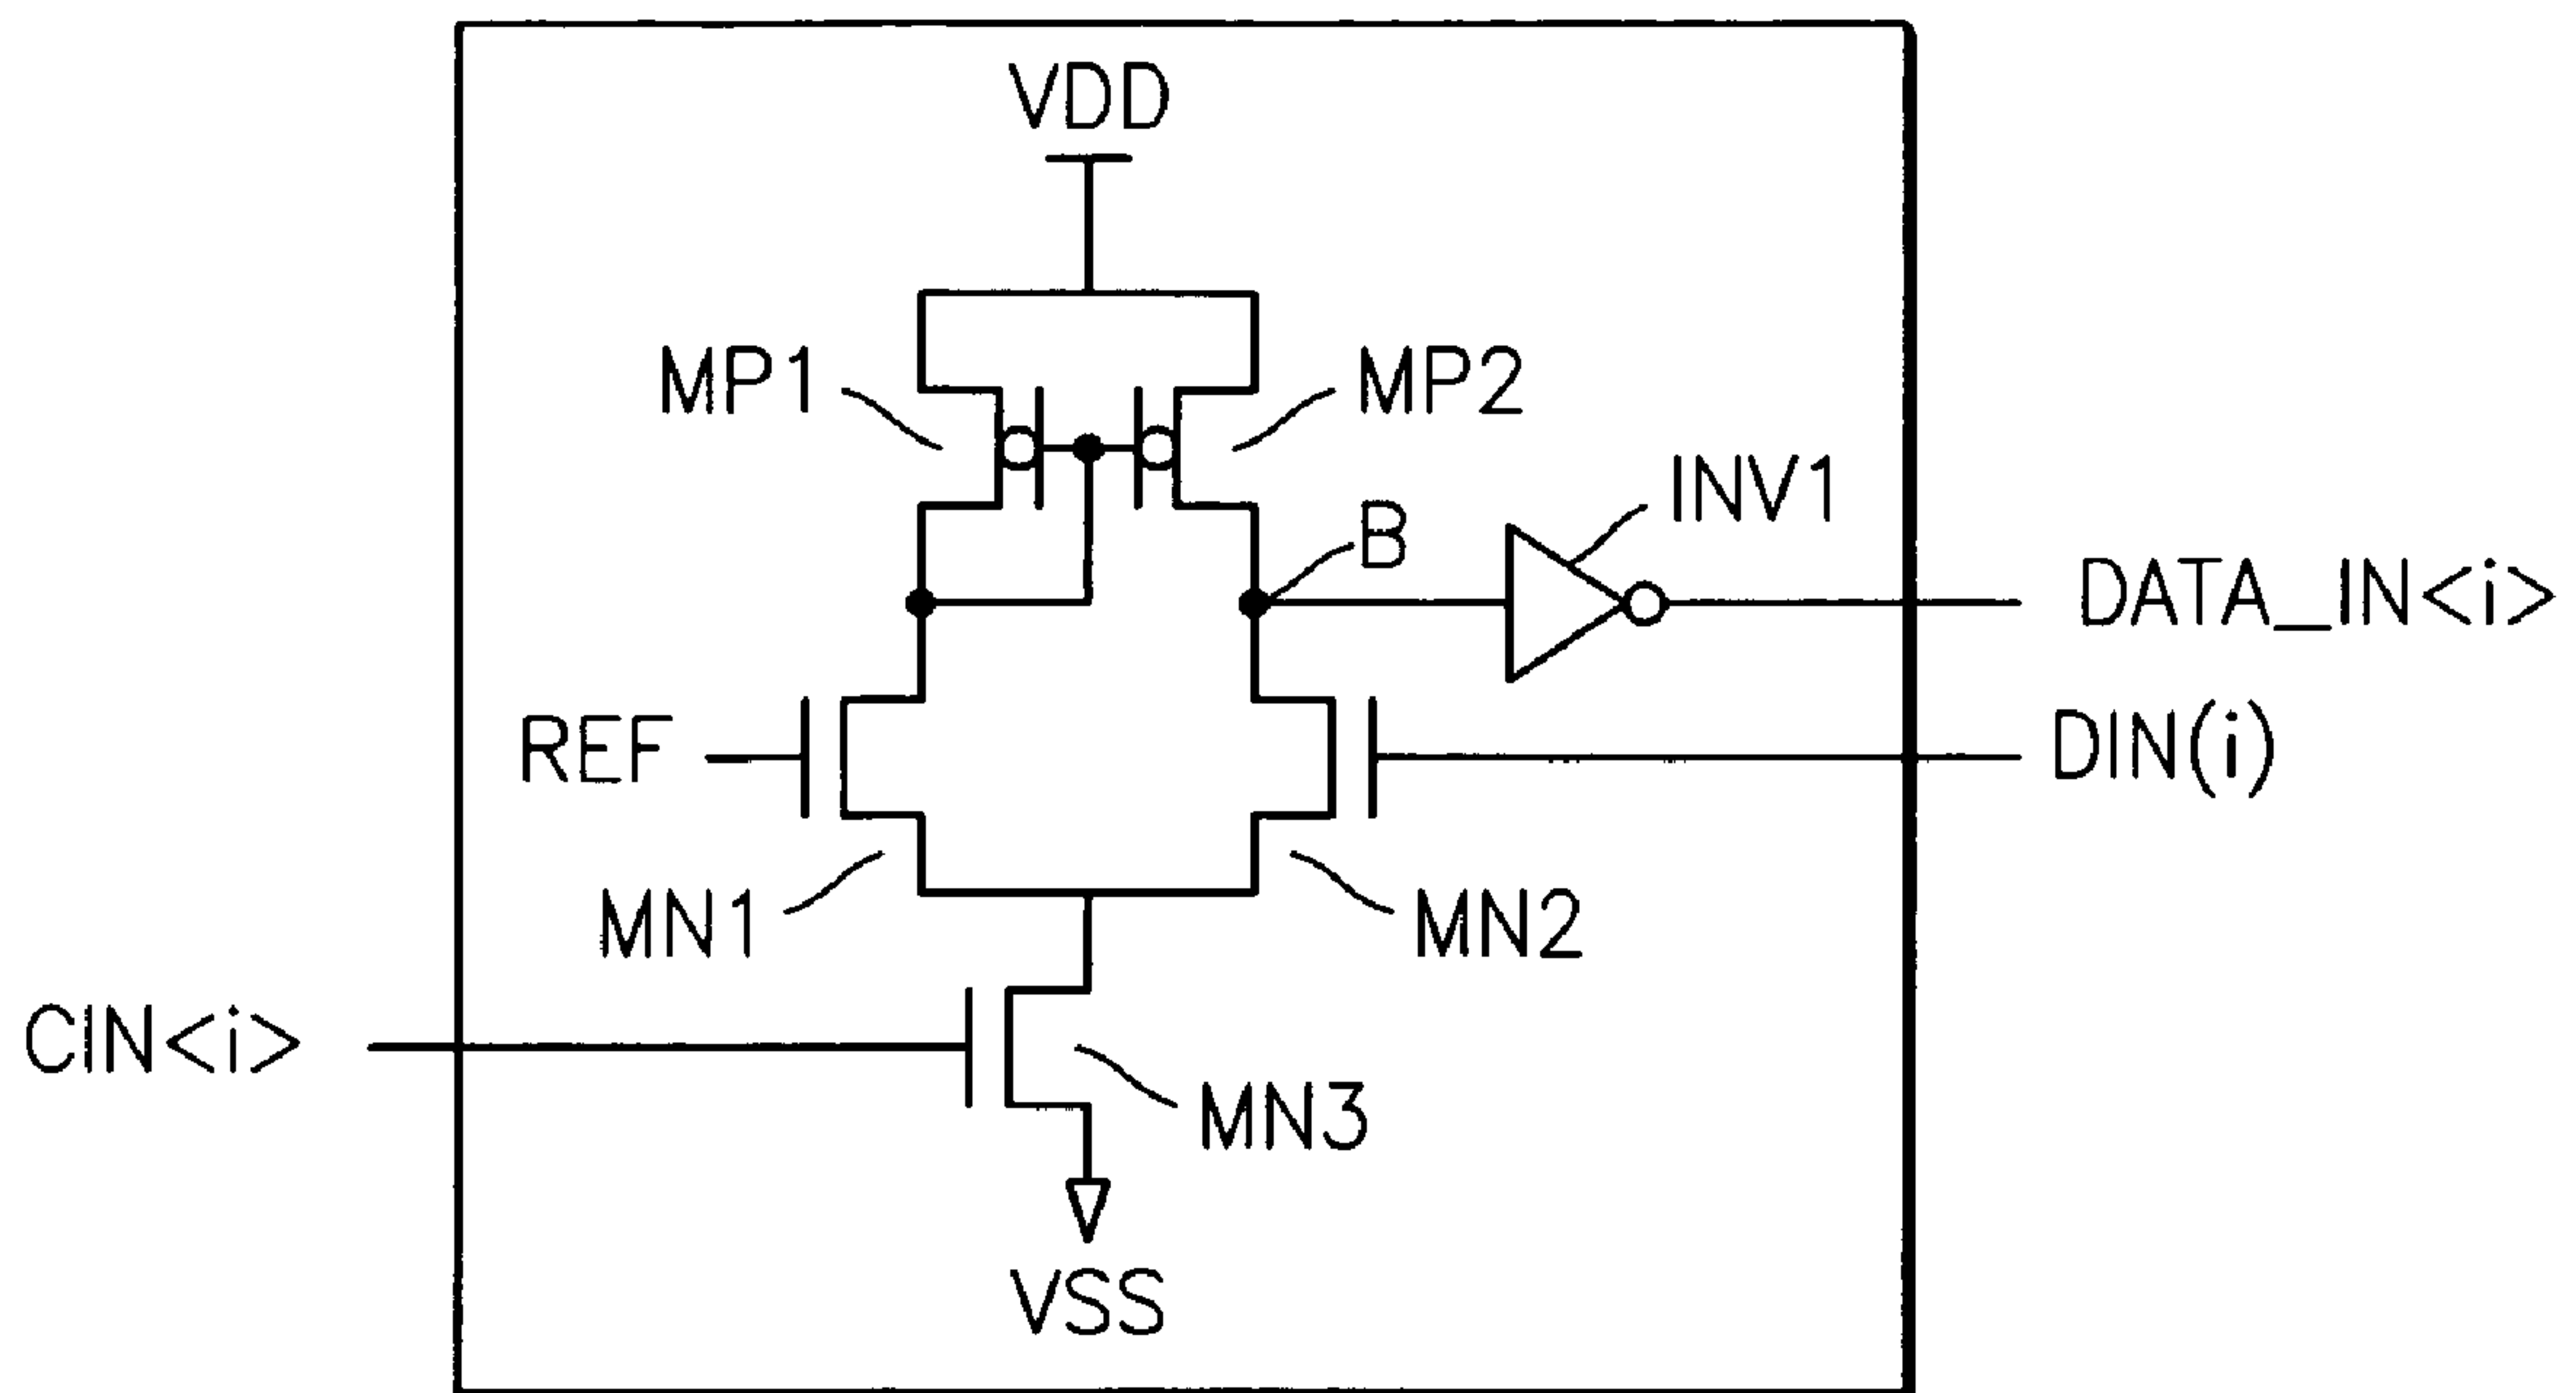 VDD
MP1
MP2
INV1
B
DATA_IN<i>
REF
DIN(i)
MN1
MN2
CIN<i>
MN3
VSS